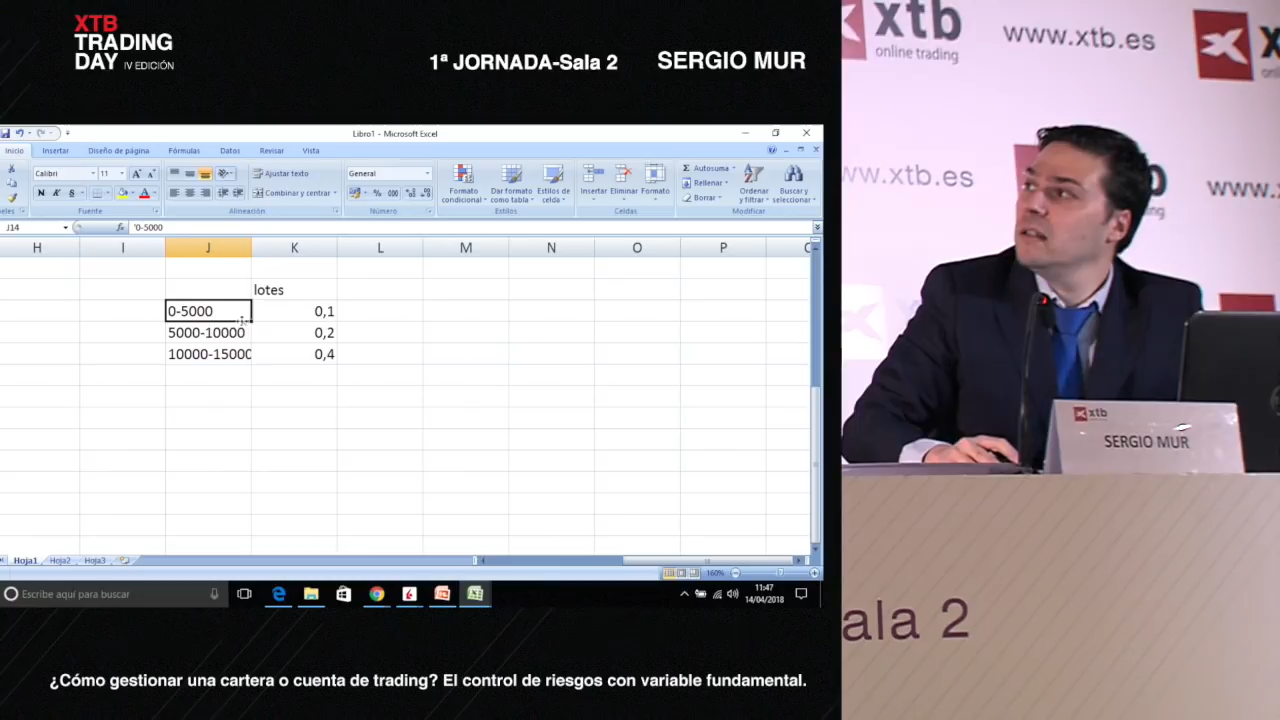 XTB
TRADING
DAY IV EDICIÓN
1ª JORNADA-Sala 2 SERGIO MUR
Libro1 - Microsoft Excel
Inicio Insertar Diseño de página Fórmulas Datos Revisar Vista
Calibri 11 Ajustar texto General Autosuma
Rellenar
N K S Combinar y centrar % 000 Formato condicional Dar formato como tabla Estilos de celda Insertar Eliminar Formato Borrar Ordenar y filtrar Buscar y seleccionar
Fuente Alineación Número Estilos Celdas Modificar
J14 '0-5000
H I J K L M N O P
lotes
0-5000 0,1
5000-10000 0,2
10000-15000 0,4
Hoja1 Hoja2 Hoja3
160%
Escribe aquí para buscar
11:47
14/04/2018
¿Cómo gestionar una cartera o cuenta de trading? El control de riesgos con variable fundamental.
xtb
online trading
www.xtb.es
www.xtb.es
www.x
xtb
SERGIO MUR
ala 2